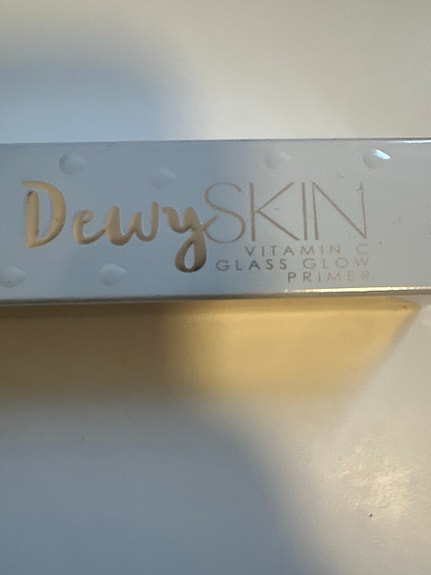 DewySKIN
VITAMIN C
GLASS GLOW
PRIMER